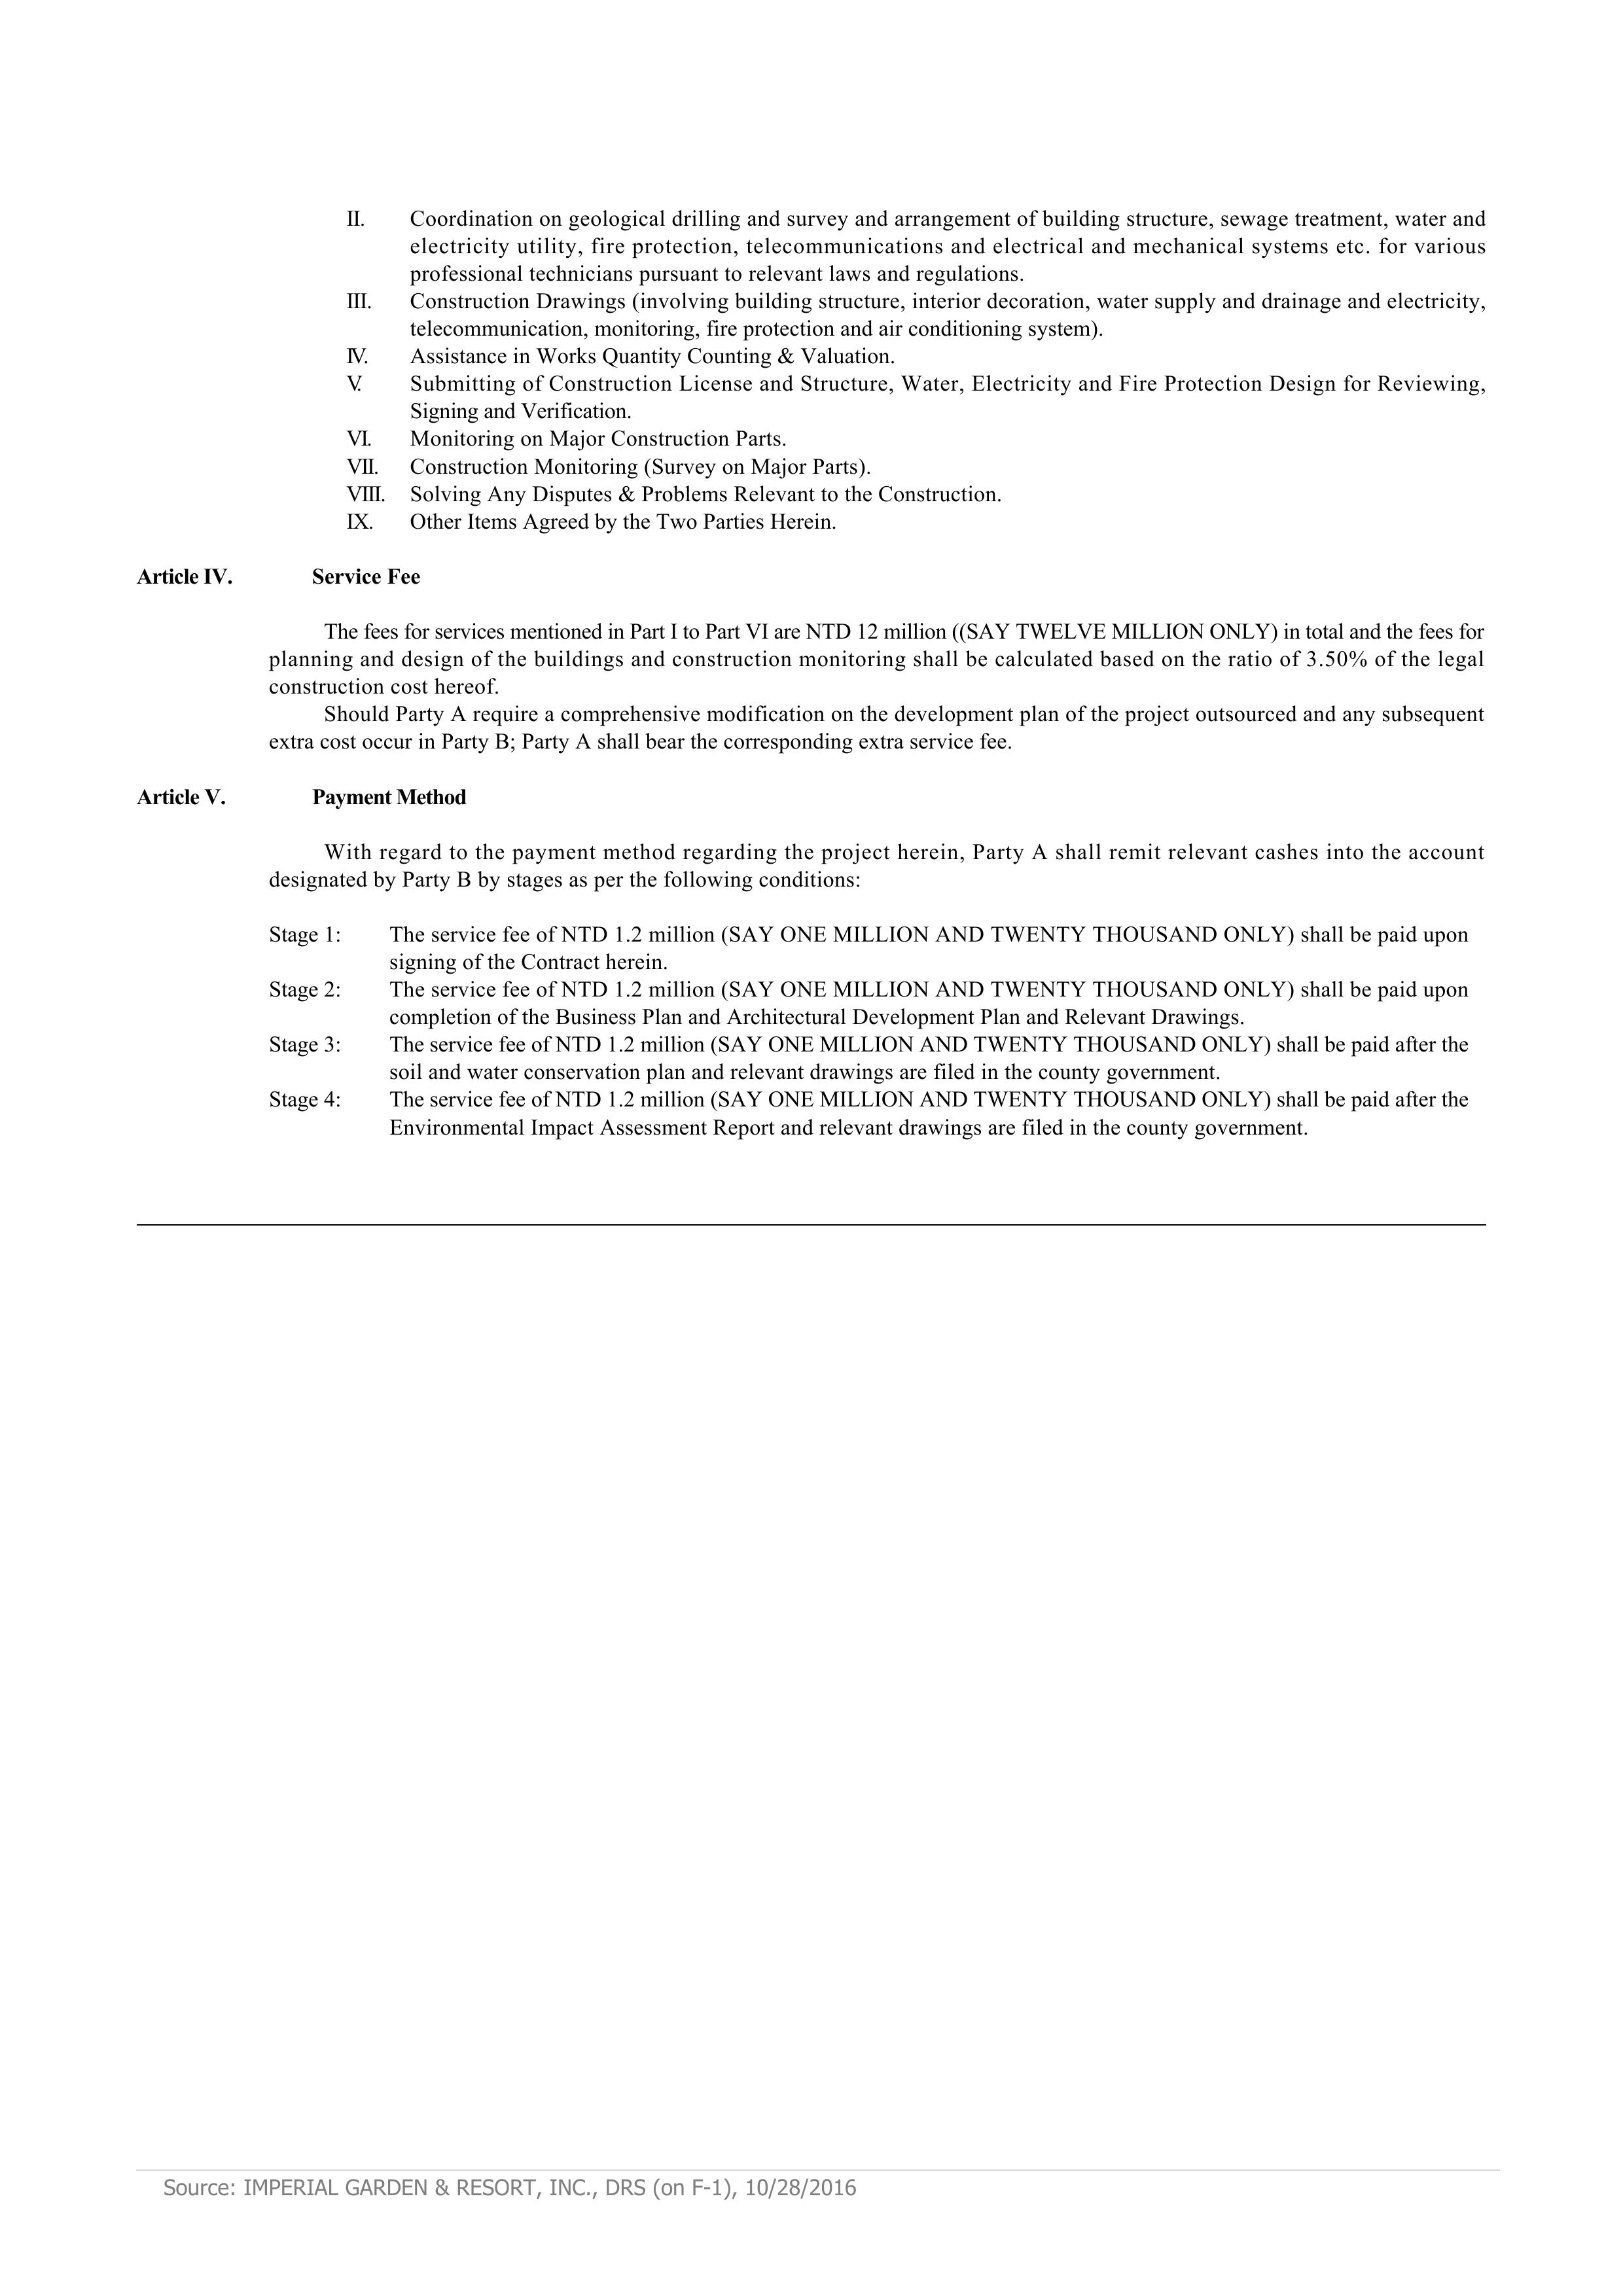 II. Coordination on geological drilling and survey and arrangement of building structure, sewage treatment, water and
electricity utility, fire protection, telecommunications and electrical and mechanical systems etc. for various
professional technicians pursuant to relevant laws and regulations.
III. Construction Drawings (involving building structure, interior decoration, water supply and drainage and electricity,
telecommunication, monitoring, fire protection and air conditioning system).
IV. Assistance in Works Quantity Counting & Valuation.
V. Submitting of Construction License and Structure, Water, Electricity and Fire Protection Design for Reviewing,
Signing and Verification.
VI. Monitoring on Major Construction Parts.
VII. Construction Monitoring (Survey on Major Parts).
VIII. Solving Any Disputes & Problems Relevant to the Construction.
IX. Other Items Agreed by the Two Parties Herein.
Article IV. Service Fee
The fees for services mentioned in Part I to Part VI are NTD 12 million ((SAY TWELVE MILLION ONLY) in total and the fees for
planning and design of the buildings and construction monitoring shall be calculated based on the ratio of 3.50% of the legal
construction cost hereof.
Should Party A require a comprehensive modification on the development plan of the project outsourced and any subsequent
extra cost occur in Party B; Party A shall bear the corresponding extra service fee.
Article V. Payment Method
With regard to the payment method regarding the project herein, Party A shall remit relevant cashes into the account
designated by Party B by stages as per the following conditions:
Stage 1: The service fee of NTD 1.2 million (SAY ONE MILLION AND TWENTY THOUSAND ONLY) shall be paid upon
signing of the Contract herein.
Stage 2: The service fee of NTD 1.2 million (SAY ONE MILLION AND TWENTY THOUSAND ONLY) shall be paid upon
completion of the Business Plan and Architectural Development Plan and Relevant Drawings.
Stage 3: The service fee of NTD 1.2 million (SAY ONE MILLION AND TWENTY THOUSAND ONLY) shall be paid after the
soil and water conservation plan and relevant drawings are filed in the county government.
Stage 4: The service fee of NTD 1.2 million (SAY ONE MILLION AND TWENTY THOUSAND ONLY) shall be paid after the
Environmental Impact Assessment Report and relevant drawings are filed in the county government.
Source: IMPERIAL GARDEN & RESORT, INC., DRS (on F-1), 10/28/2016